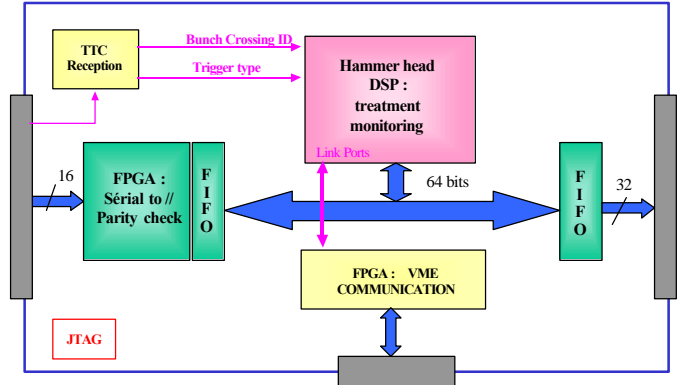 TTC
Reception
Bunch Crossing ID
Trigger type
Hammer head
DSP :
treatment
monitoring
Link Ports
64 bits
16
FPGA :
Sérial to //
Parity check
F
I
F
O
F
I
F
O
32
FPGA : VME
COMMUNICATION
JTAG